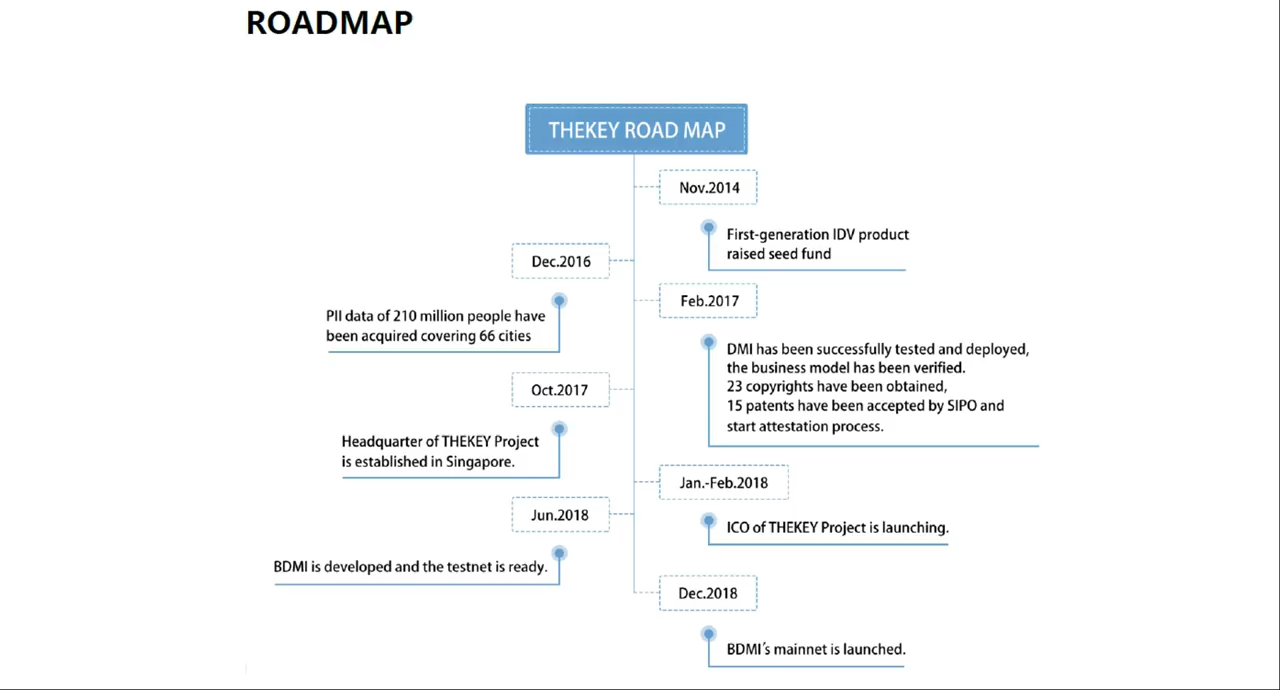 ROADMAP
THEKEY ROAD MAP
Nov.2014
First-generation IDV product
raised seed fund
Dec.2016
PII data of 210 million people have
been acquired covering 66 cities
Feb.2017
DMI has been successfully tested and deployed,
the business model has been verified.
23 copyrights have been obtained,
15 patents have been accepted by SIPO and
start attestation process.
Oct.2017
Headquarter of THEKEY Project
is established in Singapore.
Jan.-Feb.2018
ICO of THEKEY Project is launching.
Jun.2018
BDMI is developed and the testnet is ready.
Dec.2018
BDMI´s mainnet is launched.